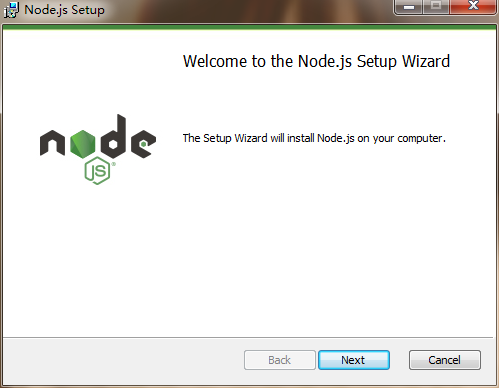 Node.js Setup
Welcome to the Node.js Setup Wizard
The Setup Wizard will install Node.js on your computer.
node
JS
Back
Next
Cancel